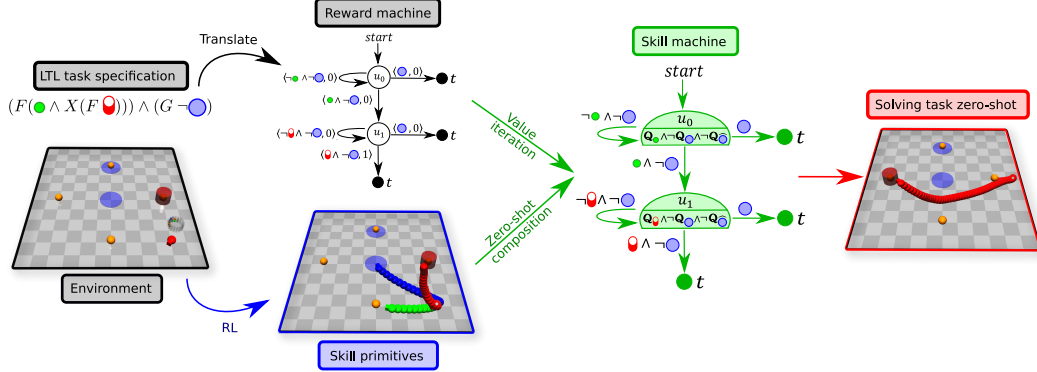 LTL task specification
(F(● ∧ X(F ))) ∧ (G ¬●)
Translate
Environment
RL
Reward machine
start
⟨¬● ∧ ¬●, 0⟩
u₀
⟨●, 0⟩
t
⟨● ∧ ¬●, 0⟩
⟨¬ ∧ ¬●, 0⟩
u₁
⟨●, 0⟩
t
⟨ ∧ ¬●, 1⟩
t
Skill primitives
Value
iteration
Zero-shot
composition
Skill machine
start
¬● ∧ ¬●
u₀
Q ∧ ¬Q ∧ ¬Q
t
● ∧ ¬●
¬ ∧ ¬●
u₁
Q ∧ ¬Q ∧ ¬Q
t
∧ ¬●
t
Solving task zero-shot